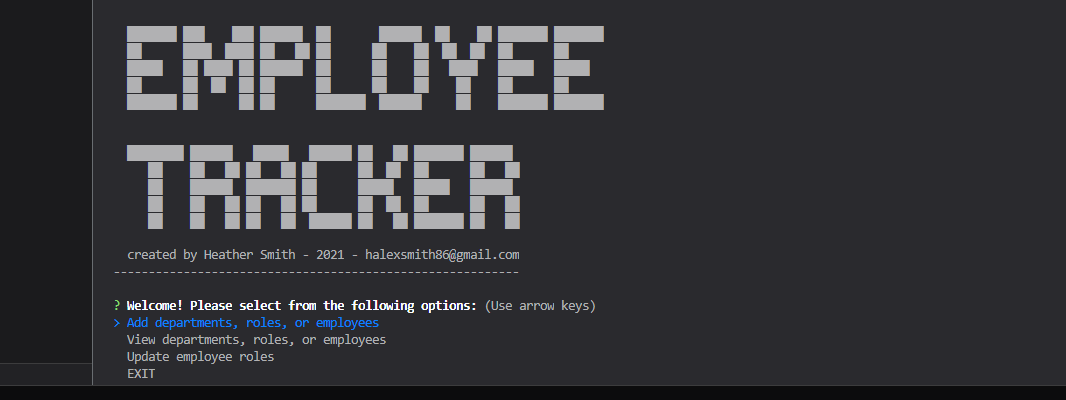 EMPLOYEE
TRACKER
created by Heather Smith - 2021 - halexsmith86@gmail.com
----------------------------------------------------------
? Welcome! Please select from the following options: (Use arrow keys)
> Add departments, roles, or employees
View departments, roles, or employees
Update employee roles
EXIT